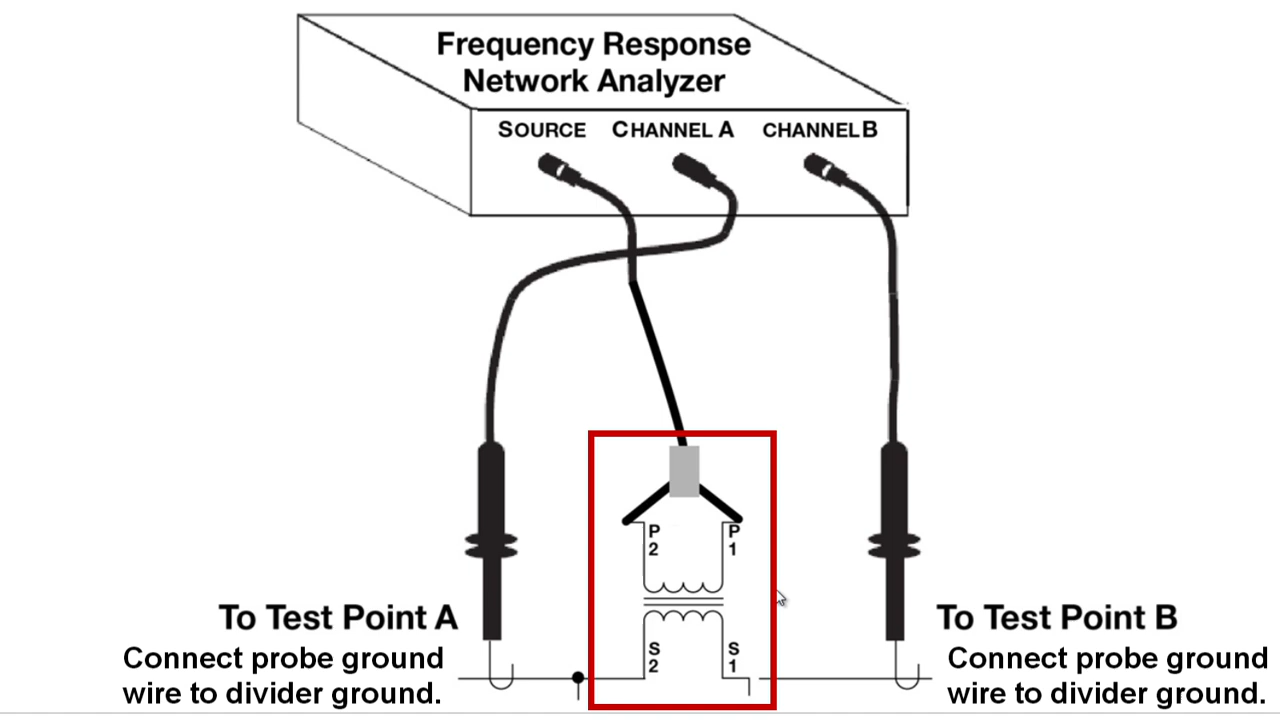 Frequency Response
Network Analyzer
SOURCE CHANNEL A CHANNEL B
P P
2 1
To Test Point A
To Test Point B
S S
2 1
Connect probe ground
wire to divider ground.
Connect probe ground
wire to divider ground.